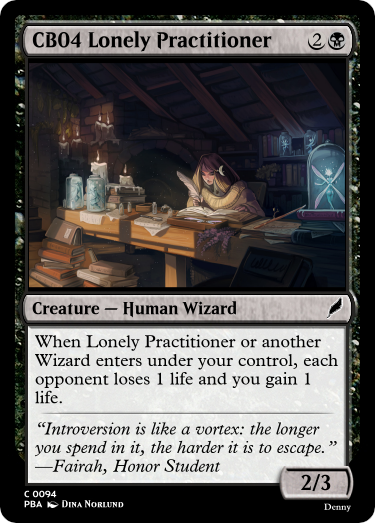 CB04 Lonely Practitioner 2
Creature — Human Wizard
When Lonely Practitioner or another
Wizard enters under your control, each
opponent loses 1 life and you gain 1
life.
“Introversion is like a vortex: the longer
you spend in it, the harder it is to escape.”
—Fairah, Honor Student
2/3
C 0094
PBA Dina Norlund
Denny